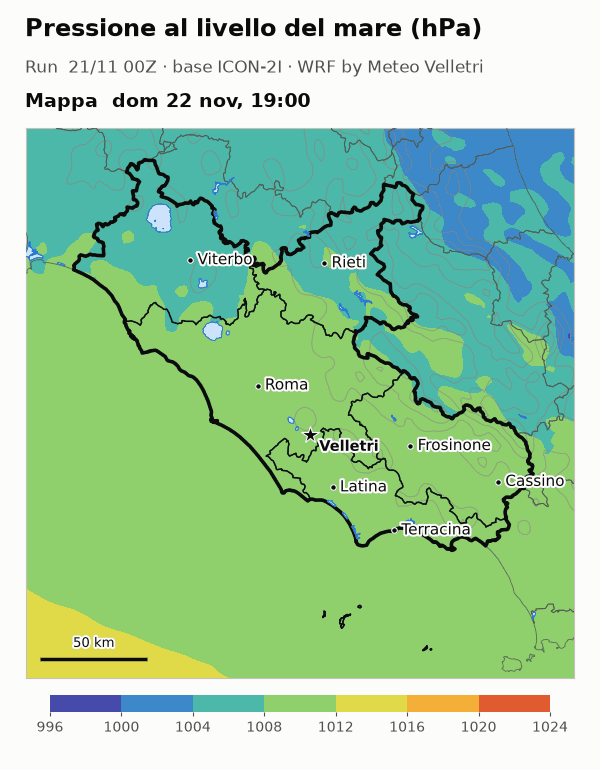 Pressione al livello del mare (hPa)
Run  21/11 00Z · base ICON-2I · WRF by Meteo Velletri
Mappa  dom 22 nov, 19:00
Viterbo
Rieti
Roma
Velletri
Frosinone
Latina
Cassino
Terracina
50 km
996 1000 1004 1008 1012 1016 1020 1024